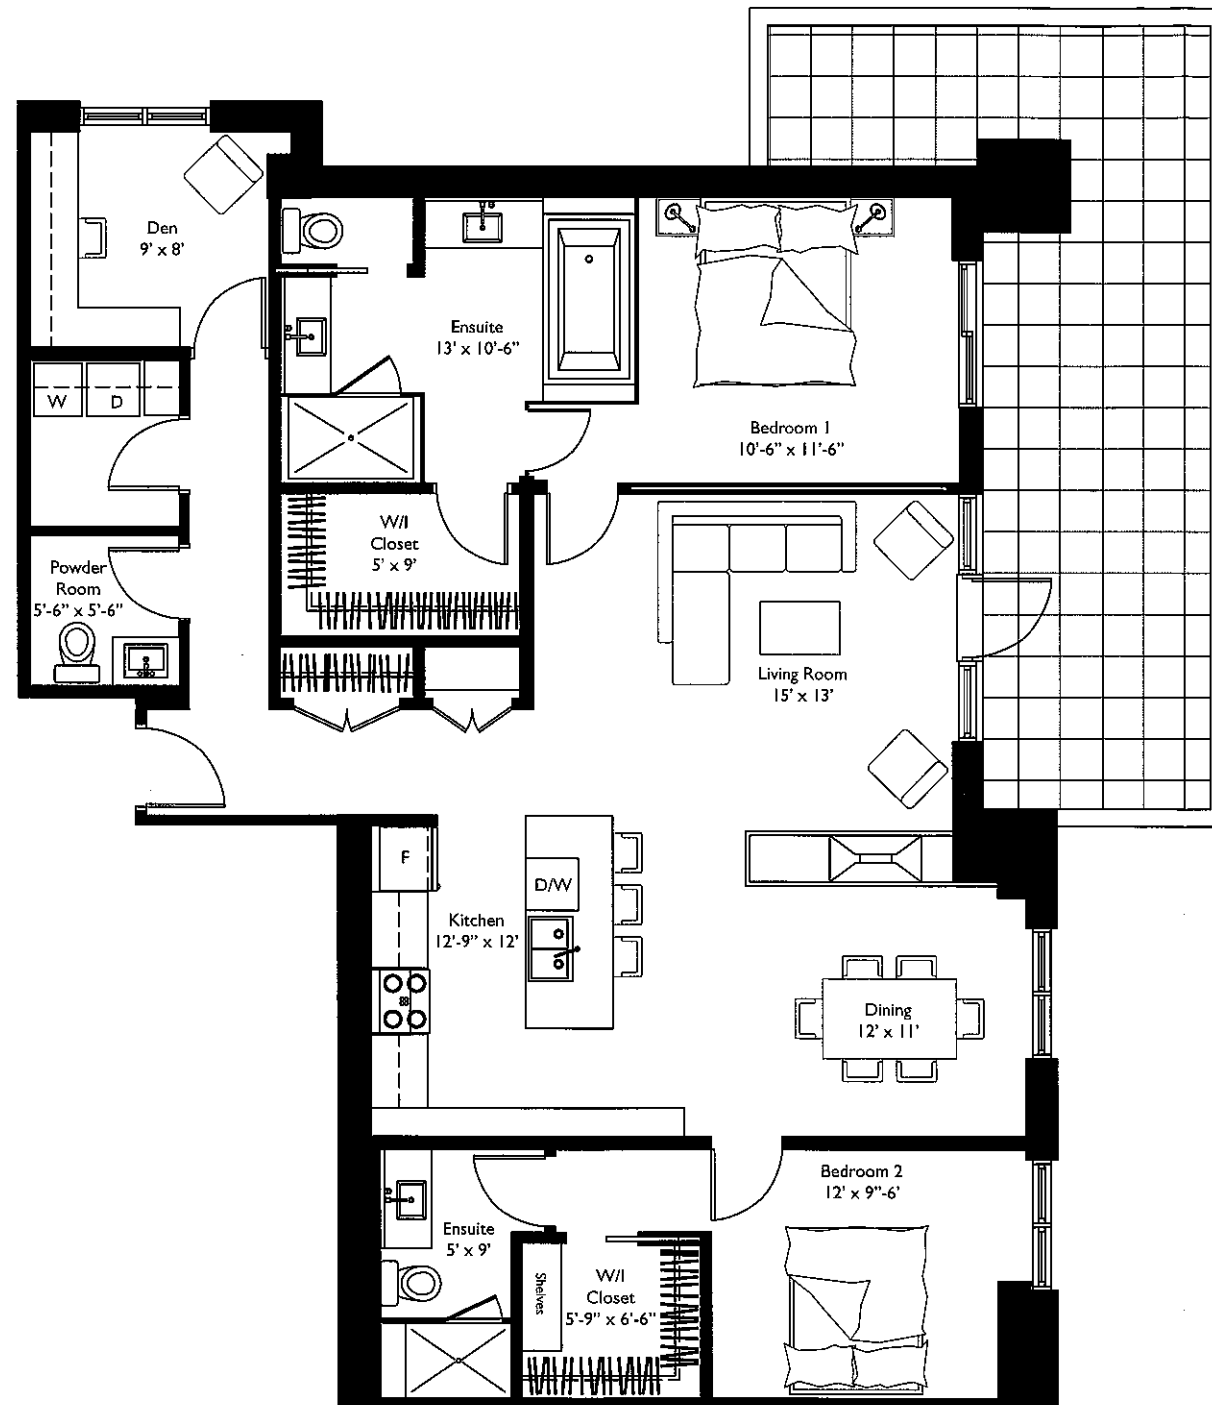 Den
9' x 8'
Ensuite
13' x 10'-6"
Bedroom 1
10'-6" x 11'-6"
W
D
W/I
Closet
5' x 9'
Powder
Room
5'-6" x 5'-6"
Living Room
15' x 13'
F
D/W
Kitchen
12'-9" x 12'
Dining
12' x 11'
Bedroom 2
12' x 9"-6'
Ensuite
5' x 9'
Shelves
W/I
Closet
5'-9" x 6'-6"